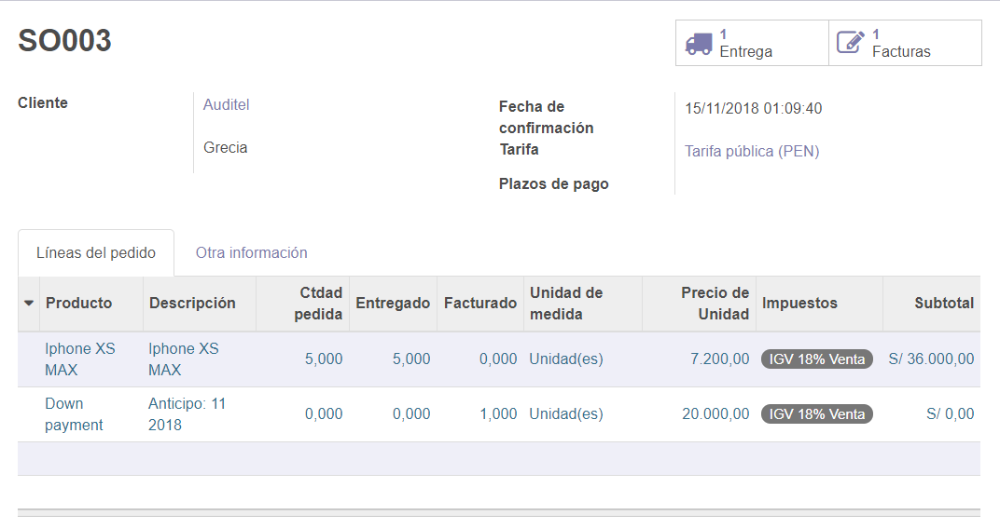 SO003
1
Entrega
1
Facturas
Cliente
Auditel
Grecia
Fecha de
confirmación
15/11/2018 01:09:40
Tarifa
Tarifa pública (PEN)
Plazos de pago
Líneas del pedido
Otra información
Producto Descripción Ctdad pedida Entregado Facturado Unidad de medida Precio de Unidad Impuestos Subtotal
Iphone XS MAX Iphone XS MAX 5,000 5,000 0,000 Unidad(es) 7.200,00 IGV 18% Venta S/ 36.000,00
Down payment Anticipo: 11 2018 0,000 0,000 1,000 Unidad(es) 20.000,00 IGV 18% Venta S/ 0,00